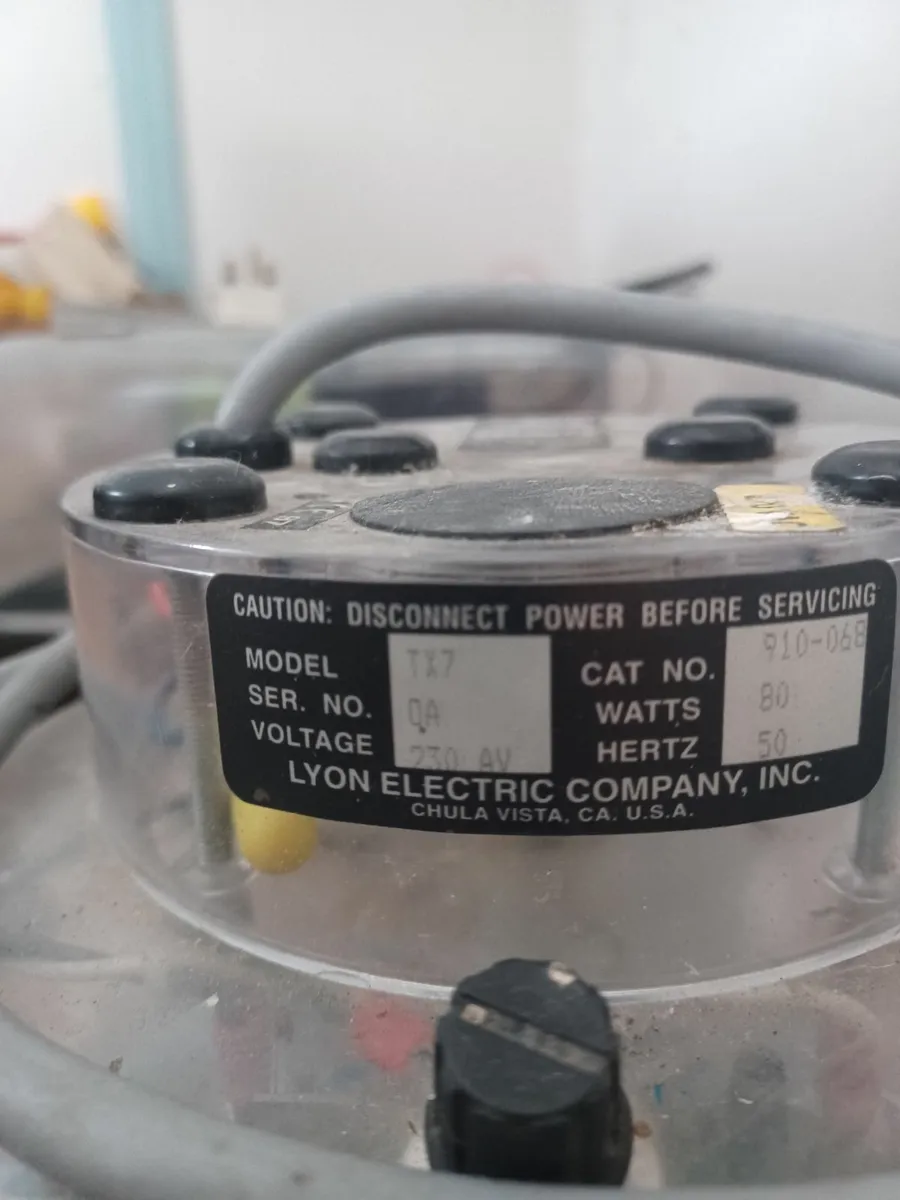 CAUTION: DISCONNECT POWER BEFORE SERVICING
MODEL TX7 CAT NO. 910-068
SER. NO. QA WATTS 80
VOLTAGE 230 AV HERTZ 50
LYON ELECTRIC COMPANY, INC.
CHULA VISTA, CA. U.S.A.